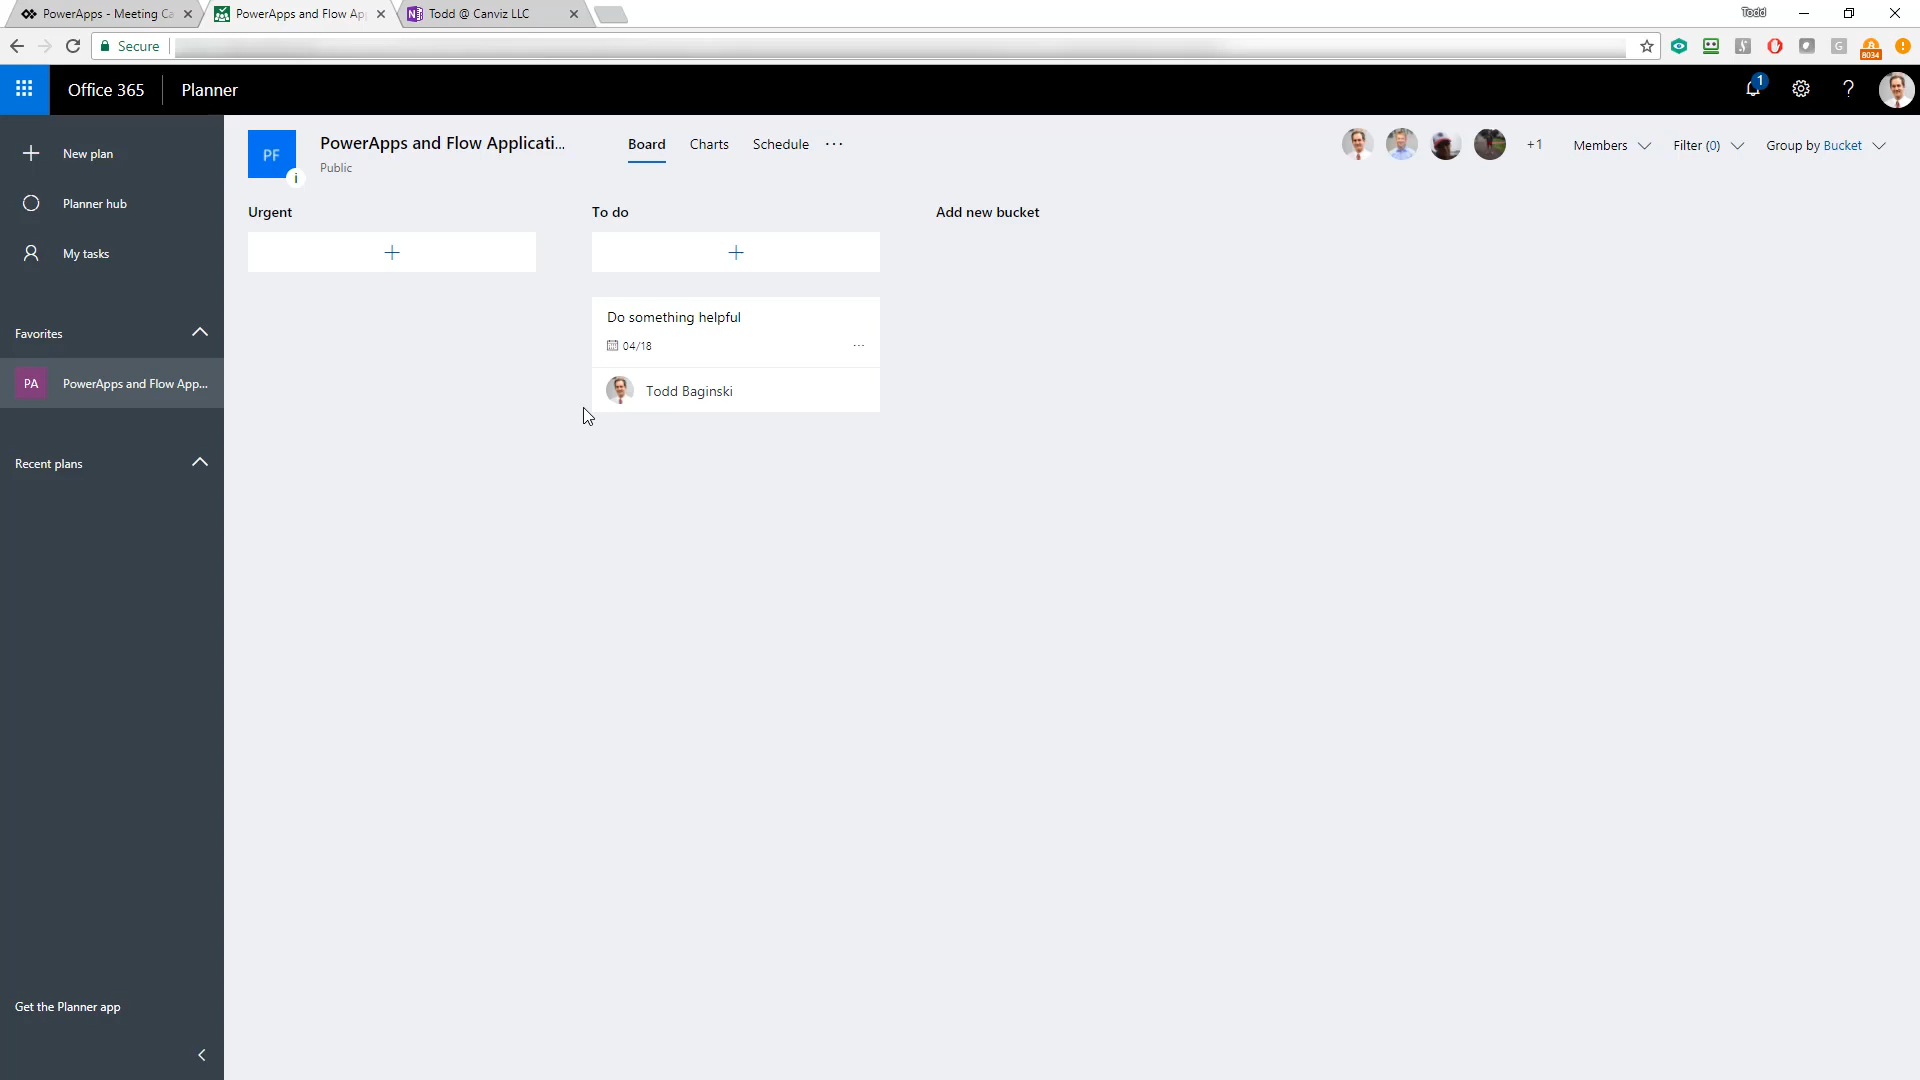 PowerApps - Meeting Ca
PowerApps and Flow Ap
Todd @ Canviz LLC
Todd
Secure
8034
Office 365
Planner
1
?
New plan
Planner hub
My tasks
Favorites
PA
PowerApps and Flow App...
Recent plans
Get the Planner app
PF
i
PowerApps and Flow Applicati...
Public
Board
Charts
Schedule
...
+1
Members
Filter (0)
Group by Bucket
Urgent
To do
Add new bucket
+
+
Do something helpful
04/18
...
Todd Baginski